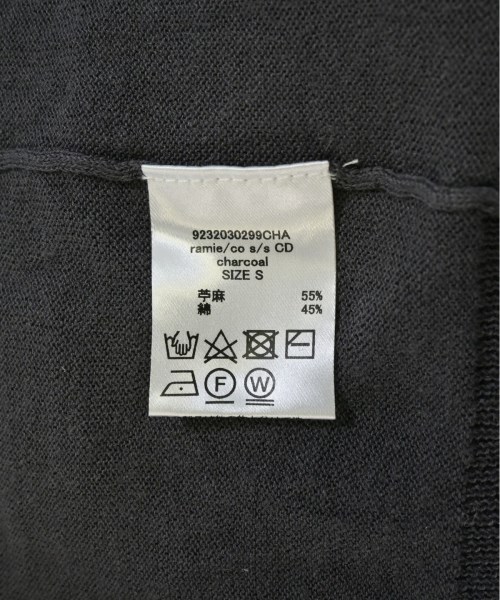 9232030299CHA
ramie/co s/s CD
charcoal
SIZE S
苧麻 55%
綿 45%
F W